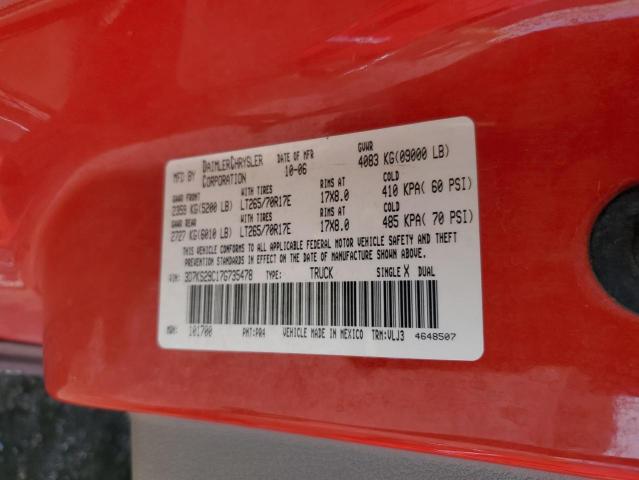 MFD BY DAIMLERCHRYSLER CORPORATION DATE OF MFR 10-06 GVWR 4083 KG(09000 LB)
GAWR FRONT WITH TIRES RIMS AT COLD
2359 KG(5200 LB) LT265/70R17E 17X8.0 410 KPA( 60 PSI)
GAWR REAR WITH TIRES RIMS AT COLD
2727 KG(6010 LB) LT265/70R17E 17X8.0 485 KPA( 70 PSI)
THIS VEHICLE CONFORMS TO ALL APPLICABLE FEDERAL MOTOR VEHICLE SAFETY AND THEFT
PREVENTION STANDARDS IN EFFECT ON THE DATE OF MANUFACTURE SHOWN ABOVE.
VIN: 3D7KS29C17G735478 TYPE: TRUCK SINGLE X DUAL
MDH: 101700 PNT:PR4 VEHICLE MADE IN MEXICO TRM:VLJ3 4648507